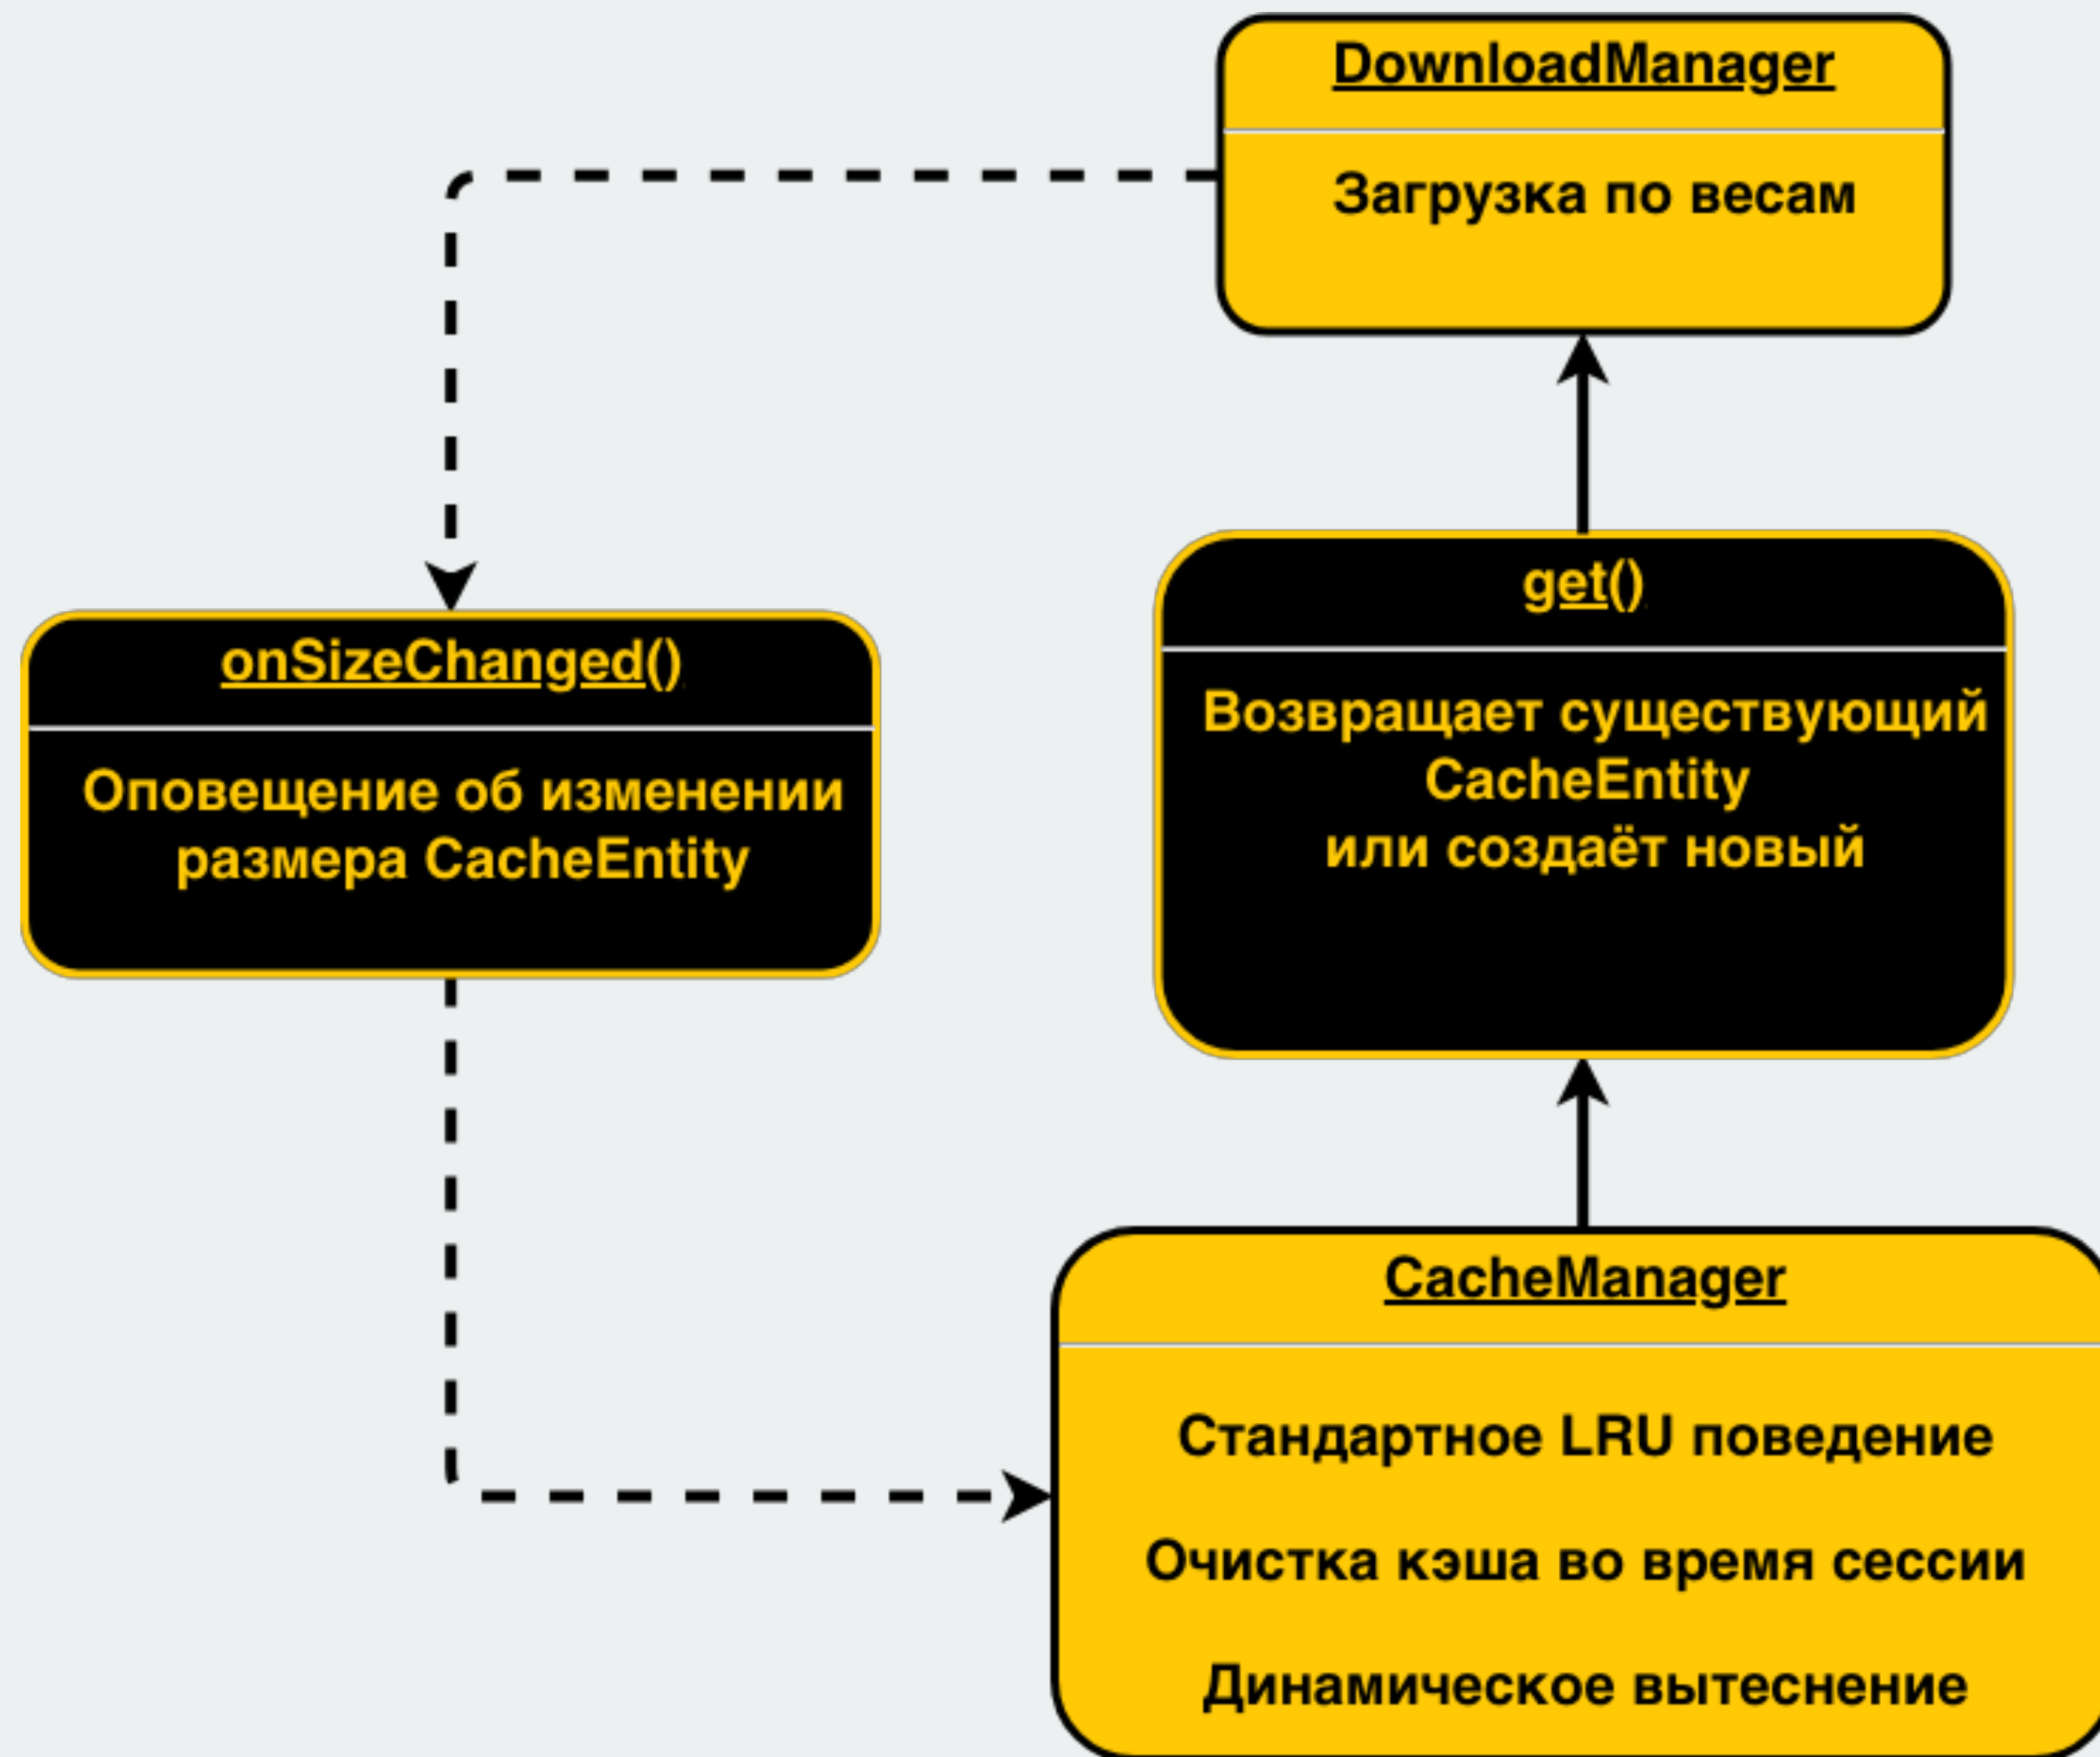 DownloadManager
Загрузка по весам
onSizeChanged()
Оповещение об изменении
размера CacheEntity
get()
Возвращает существующий
CacheEntity
или создаёт новый
CacheManager
Стандартное LRU поведение
Очистка кэша во время сессии
Динамическое вытеснение